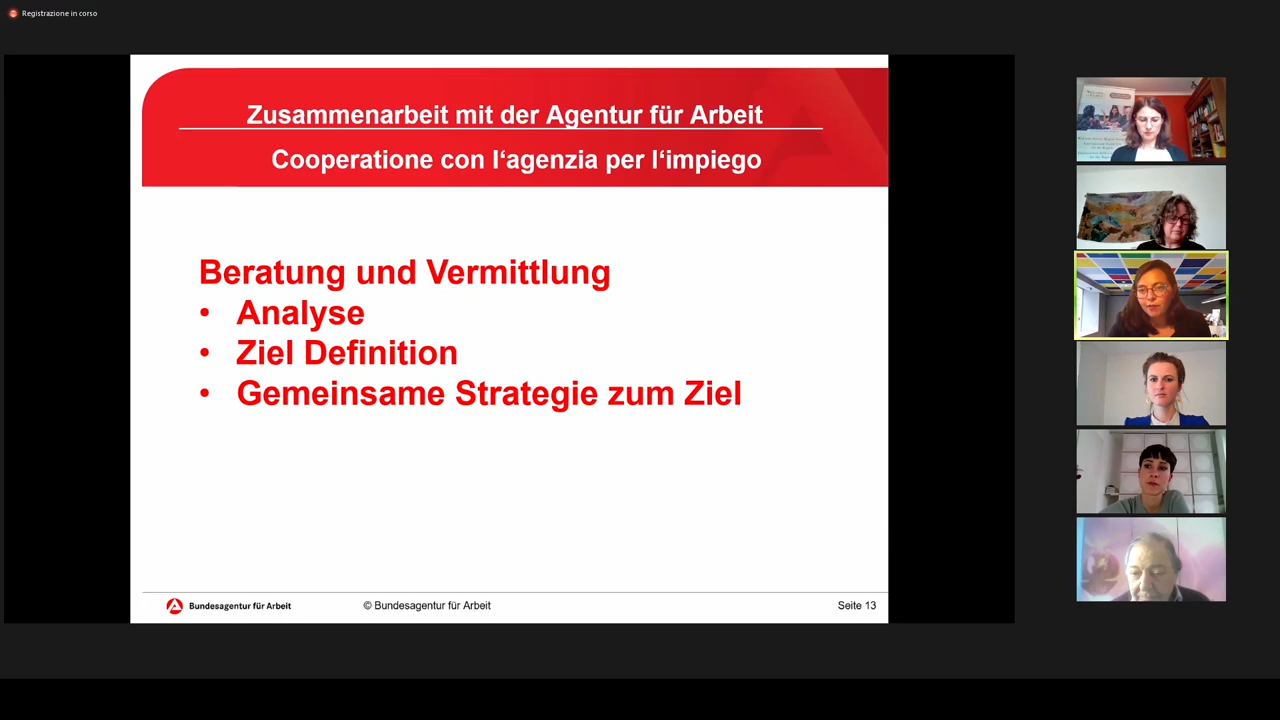 Registrazione in corso
Zusammenarbeit mit der Agentur für Arbeit
Cooperatione con l‘agenzia per l‘impiego
Beratung und Vermittlung
• Analyse
• Ziel Definition
• Gemeinsame Strategie zum Ziel
Bundesagentur für Arbeit
© Bundesagentur für Arbeit
Seite 13